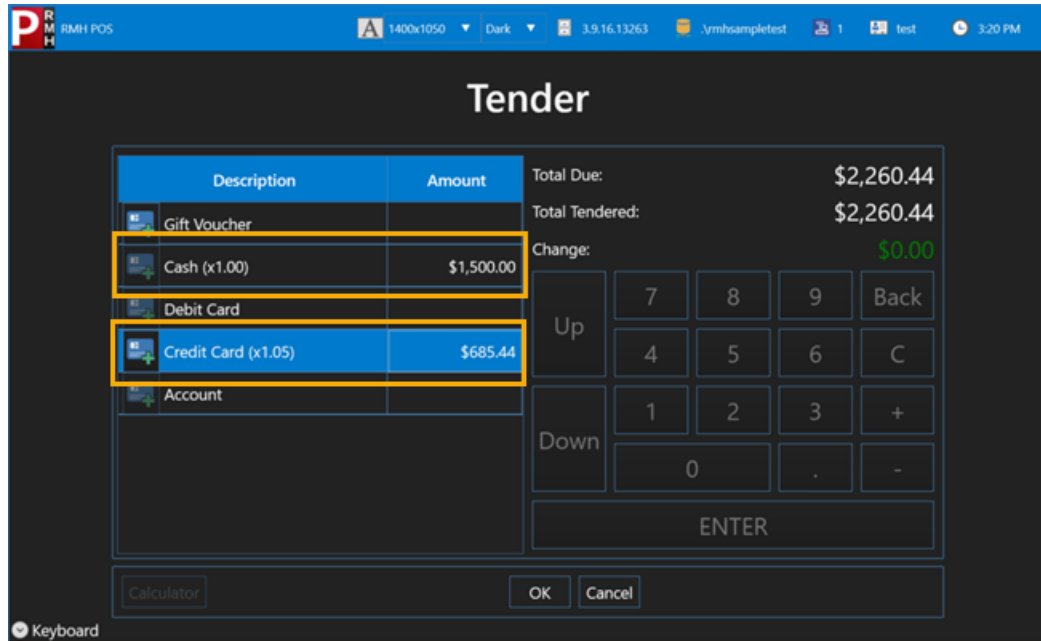 P RMH RMH POS A 1400x1050 Dark 3.9.16.13263 .\rmhsampletest 1 test 3:20 PM
Tender
Description Amount
Gift Voucher
Cash (x1.00) $1,500.00
Debit Card
Credit Card (x1.05) $685.44
Account
Total Due: $2,260.44
Total Tendered: $2,260.44
Change: $0.00
Up 7 8 9 Back
4 5 6 C
Down 1 2 3 +
0 . -
ENTER
Calculator OK Cancel
Keyboard